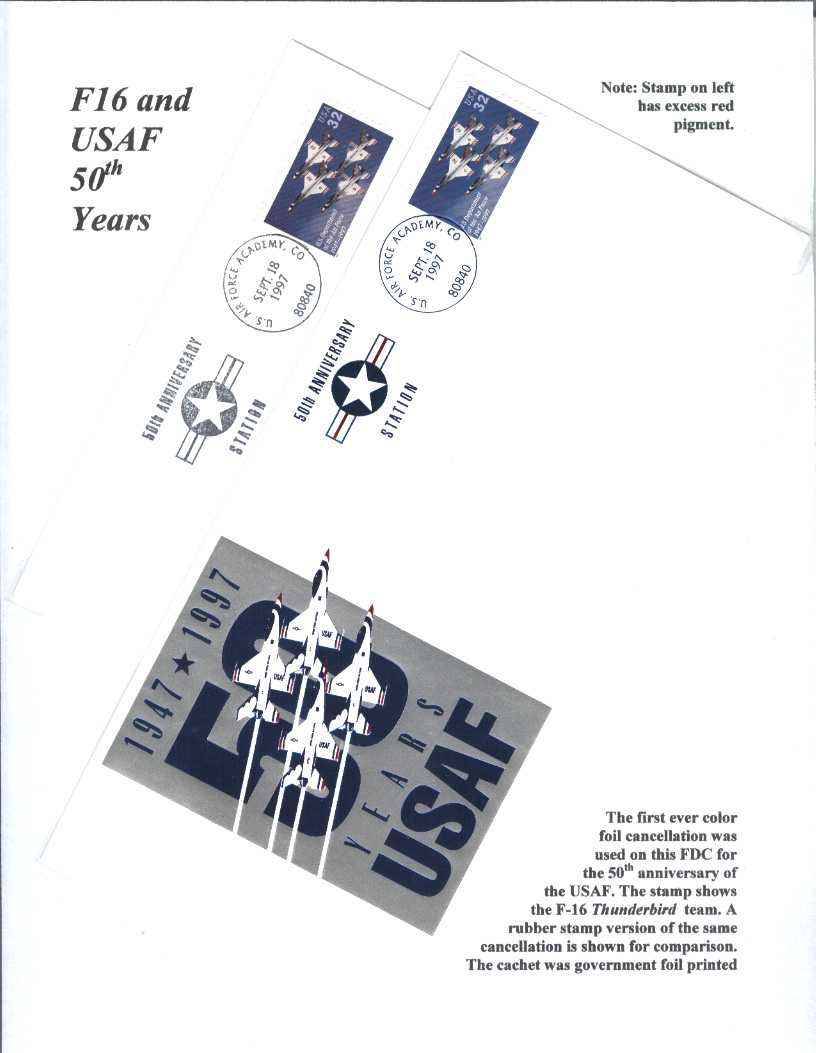 F16 and
USAF
50th
Years
Note: Stamp on left
has excess red
pigment.
USA
32
U.S. Department
of the Air Force
1947-1997
USA
32
U.S. Department
of the Air Force
1947-1997
U.S. AIR FORCE ACADEMY, CO
SEPT. 18
1997
80840
U.S. AIR FORCE ACADEMY, CO
SEPT. 18
1997
80840
50th ANNIVERSARY
STATION
50th ANNIVERSARY
STATION
1947 ★ 1997
50
YEARS
USAF
USAF
USAF
USAF
USAF
The first ever color
foil cancellation was
used on this FDC for
the 50th anniversary of
the USAF. The stamp shows
the F-16 Thunderbird team. A
rubber stamp version of the same
cancellation is shown for comparison.
The cachet was government foil printed